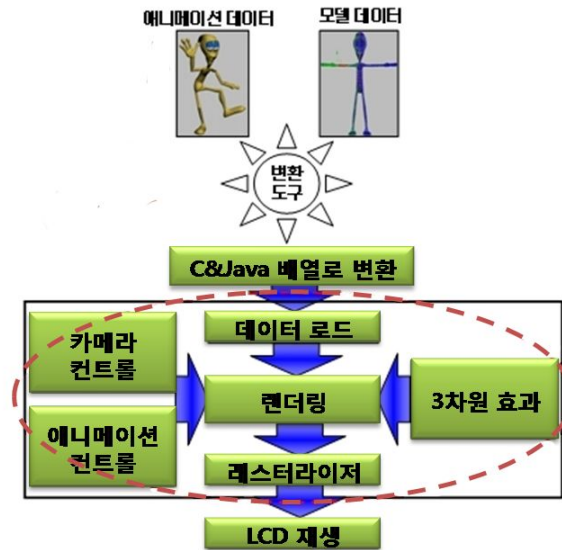 애니메이션 데이터
모델 데이터
변환
도구
C&Java 배열로 변환
데이터 로드
카메라
컨트롤
렌더링
3차원 효과
애니메이션
컨트롤
래스터라이저
LCD 재생